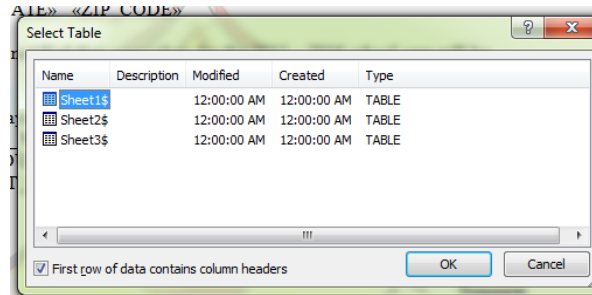 ATE» «ZIP_CODE»
Select Table
Name Description Modified Created Type
Sheet1$ 12:00:00 AM 12:00:00 AM TABLE
Sheet2$ 12:00:00 AM 12:00:00 AM TABLE
Sheet3$ 12:00:00 AM 12:00:00 AM TABLE
First row of data contains column headers
OK Cancel